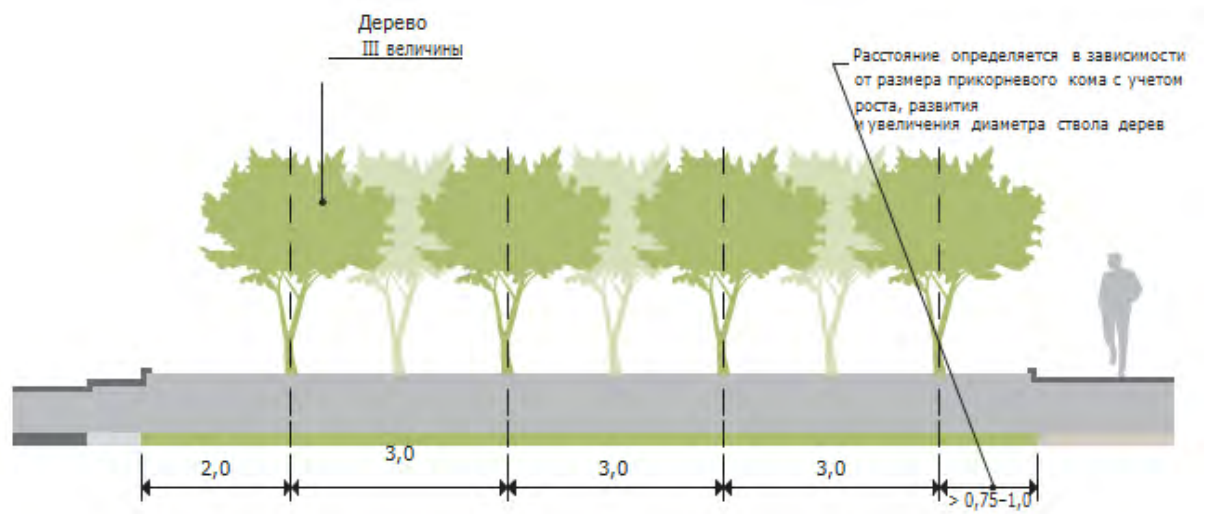 Дерево
III величины
Расстояние определяется в зависимости
от размера прикорневого кома с учетом
роста, развития
и увеличения диаметра ствола дерев
2,0
3,0
3,0
3,0
> 0,75–1,0